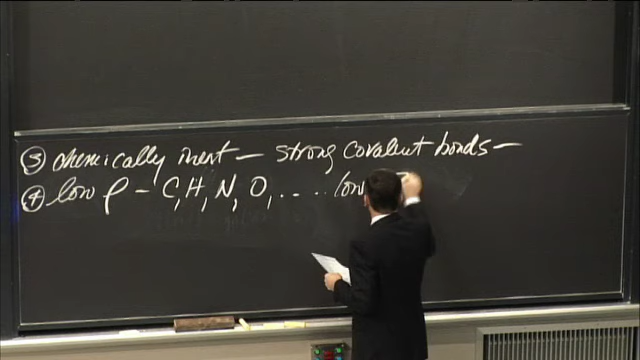 ③ chemically inert — strong covalent bonds —
④ low ρ — C, H, N, O, .... low